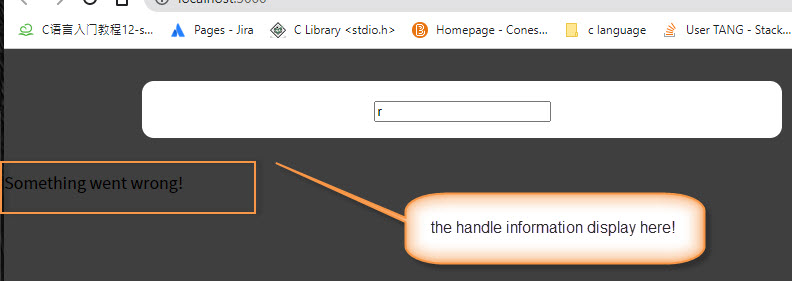 localhost:3000
C语言入门教程12-s...
Pages - Jira
C Library <stdio.h>
Homepage - Cones...
c language
User TANG - Stack...
r
Something went wrong!
the handle information display here!